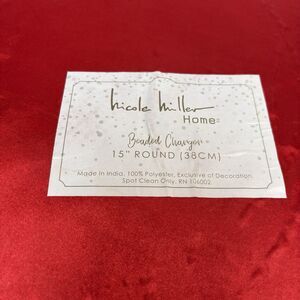 nicole miller
Home
Beaded Charger
15" ROUND (38CM)
Made in India, 100% Polyester, Exclusive of Decoration.
Spot Clean Only, RN 106002